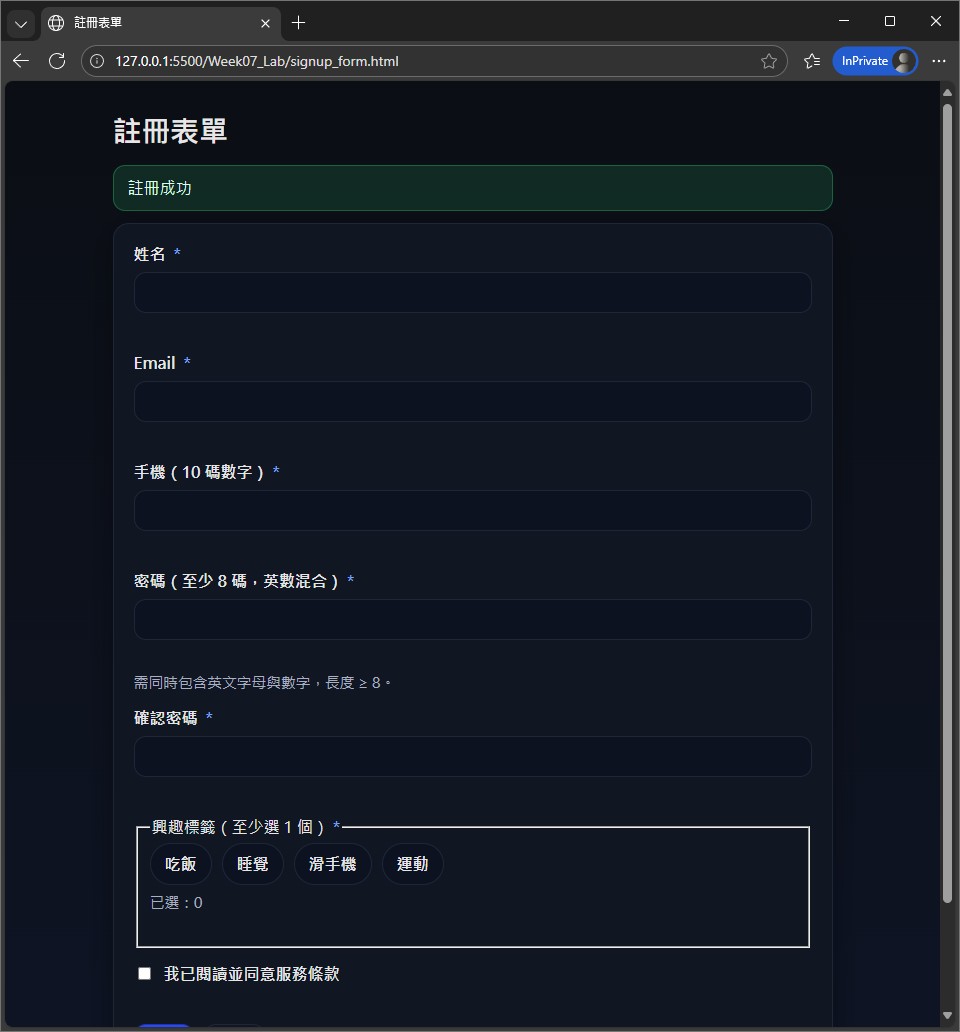 註冊表單
127.0.0.1:5500/Week07_Lab/signup_form.html
InPrivate
註冊表單
註冊成功
姓名 *
Email *
手機（10 碼數字）*
密碼（至少 8 碼，英數混合）*
需同時包含英文字母與數字，長度 ≥ 8。
確認密碼 *
興趣標籤（至少選 1 個）*
吃飯 睡覺 滑手機 運動
已選：0
我已閱讀並同意服務條款